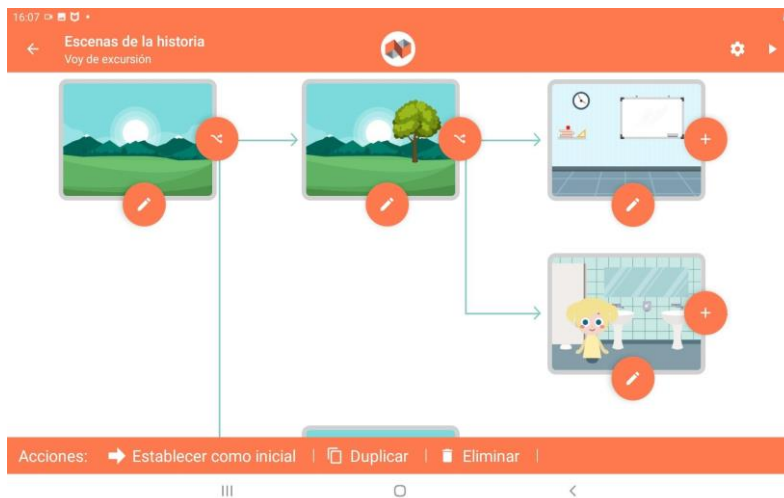 16:07
Escenas de la historia
Voy de excursión
Acciones: Establecer como inicial | Duplicar | Eliminar |